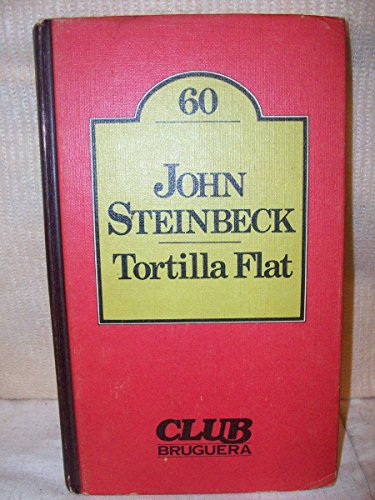 60
JOHN
STEINBECK
Tortilla Flat
CLUB
BRUGUERA